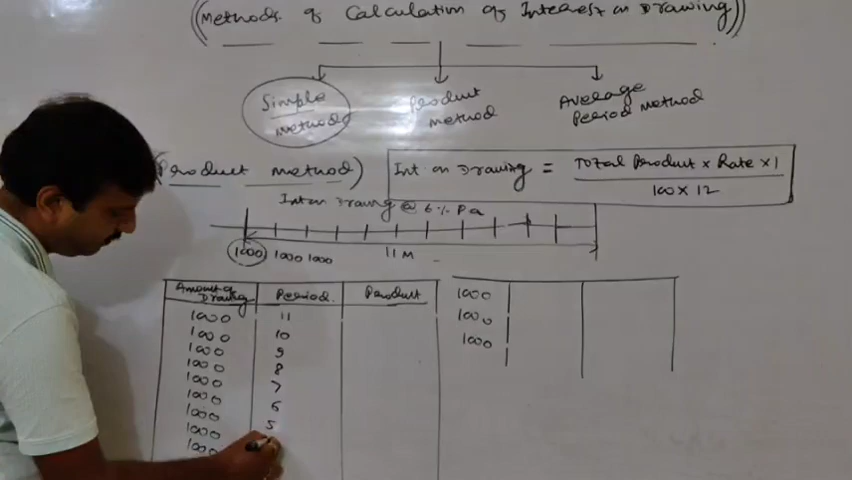 (Methods of Calculation of Interest on Drawing)
Simple method
Product method
Average Period Method
(Product method)
Int. on Drawing = Total Product × Rate × 1
100 × 12
Int on Drawing @ 6% Pa
1000 1000 1000 11 M
Amount of Drawing Period Product
1000 11
1000 10
1000 9
1000 8
1000 7
1000 6
1000 5
1000
1000
1000
1000
1000